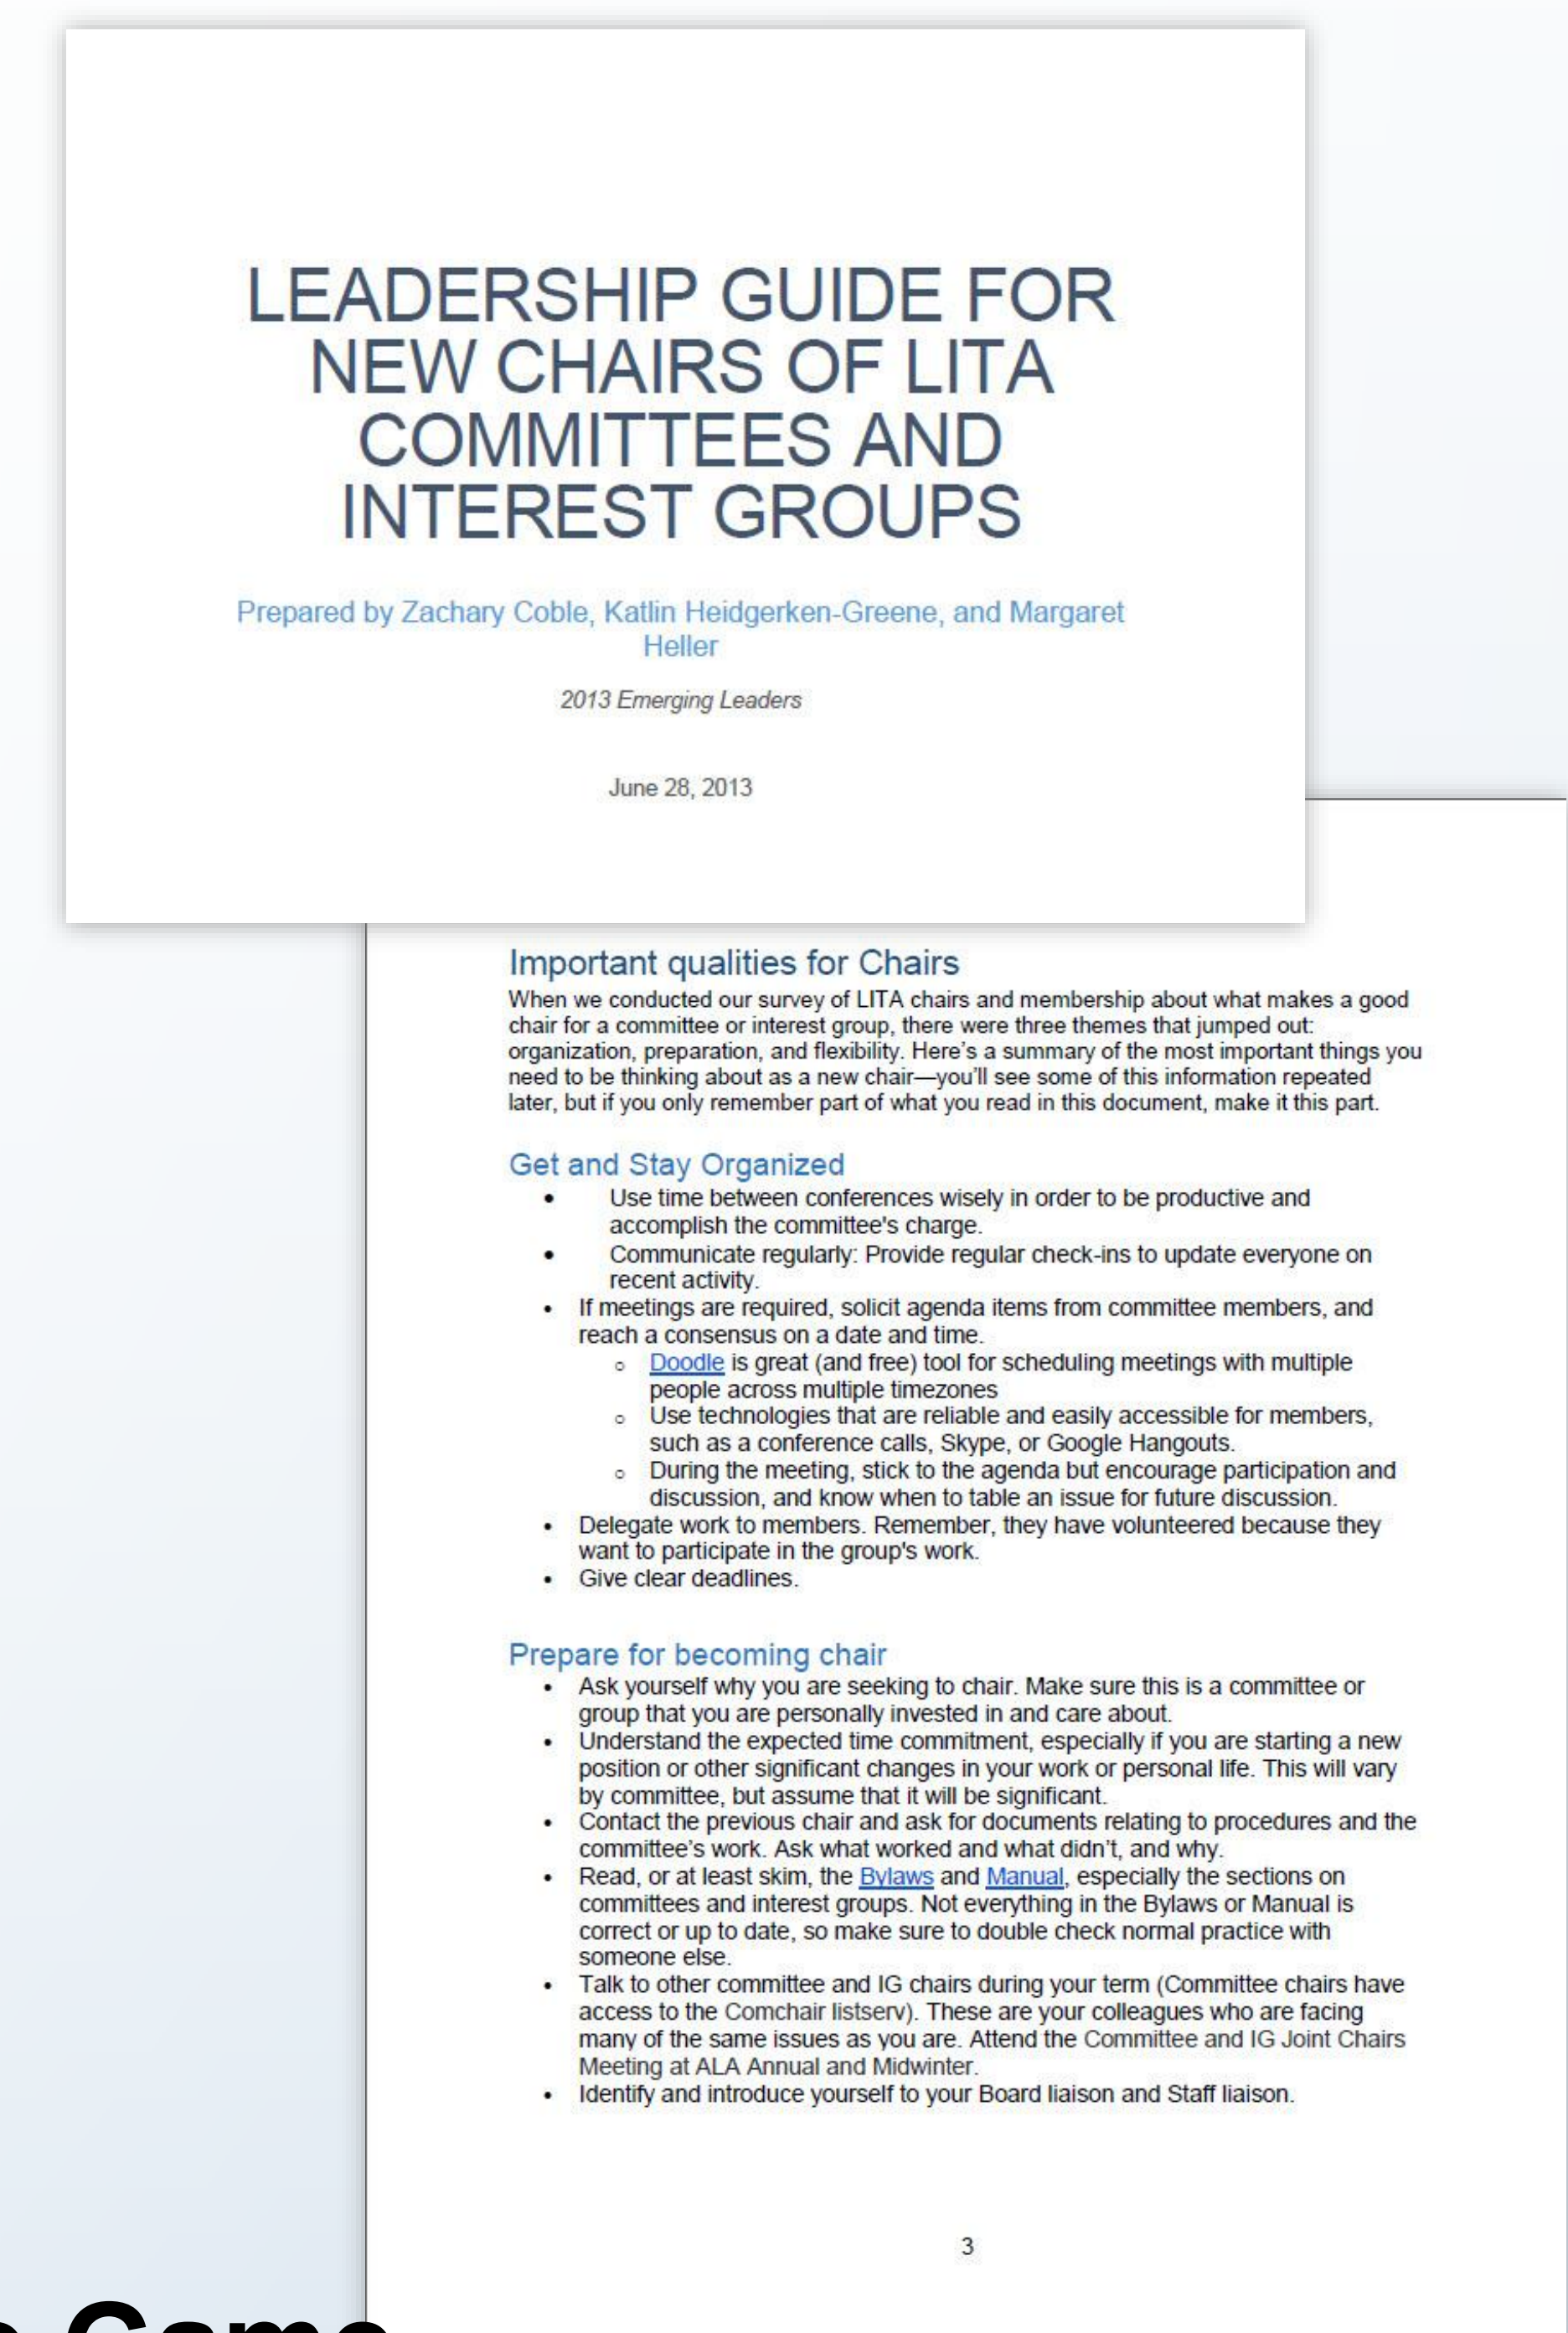 LEADERSHIP GUIDE FOR
NEW CHAIRS OF LITA
COMMITTEES AND
INTEREST GROUPS
Prepared by Zachary Coble, Katlin Heidgerken-Greene, and Margaret
Heller
2013 Emerging Leaders
June 28, 2013
Important qualities for Chairs
When we conducted our survey of LITA chairs and membership about what makes a good
chair for a committee or interest group, there were three themes that jumped out:
organization, preparation, and flexibility. Here's a summary of the most important things you
need to be thinking about as a new chair—you'll see some of this information repeated
later, but if you only remember part of what you read in this document, make it this part.
Get and Stay Organized
• Use time between conferences wisely in order to be productive and
accomplish the committee's charge.
• Communicate regularly: Provide regular check-ins to update everyone on
recent activity.
• If meetings are required, solicit agenda items from committee members, and
reach a consensus on a date and time.
○ Doodle is great (and free) tool for scheduling meetings with multiple
people across multiple timezones
○ Use technologies that are reliable and easily accessible for members,
such as a conference calls, Skype, or Google Hangouts.
○ During the meeting, stick to the agenda but encourage participation and
discussion, and know when to table an issue for future discussion.
• Delegate work to members. Remember, they have volunteered because they
want to participate in the group's work.
• Give clear deadlines.
Prepare for becoming chair
• Ask yourself why you are seeking to chair. Make sure this is a committee or
group that you are personally invested in and care about.
• Understand the expected time commitment, especially if you are starting a new
position or other significant changes in your work or personal life. This will vary
by committee, but assume that it will be significant.
• Contact the previous chair and ask for documents relating to procedures and the
committee's work. Ask what worked and what didn't, and why.
• Read, or at least skim, the Bylaws and Manual, especially the sections on
committees and interest groups. Not everything in the Bylaws or Manual is
correct or up to date, so make sure to double check normal practice with
someone else.
• Talk to other committee and IG chairs during your term (Committee chairs have
access to the Comchair listserv). These are your colleagues who are facing
many of the same issues as you are. Attend the Committee and IG Joint Chairs
Meeting at ALA Annual and Midwinter.
• Identify and introduce yourself to your Board liaison and Staff liaison.
3